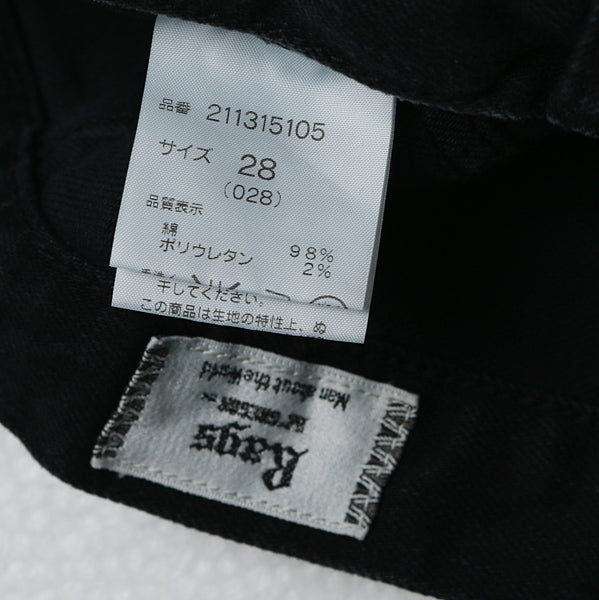 品番 211315105
サイズ 28
(028)
品質表示
綿 98%
ポリウレタン 2%
干してください。
この商品は生地の特性上、ぬ
Rags
McGREGOR
Man about the World